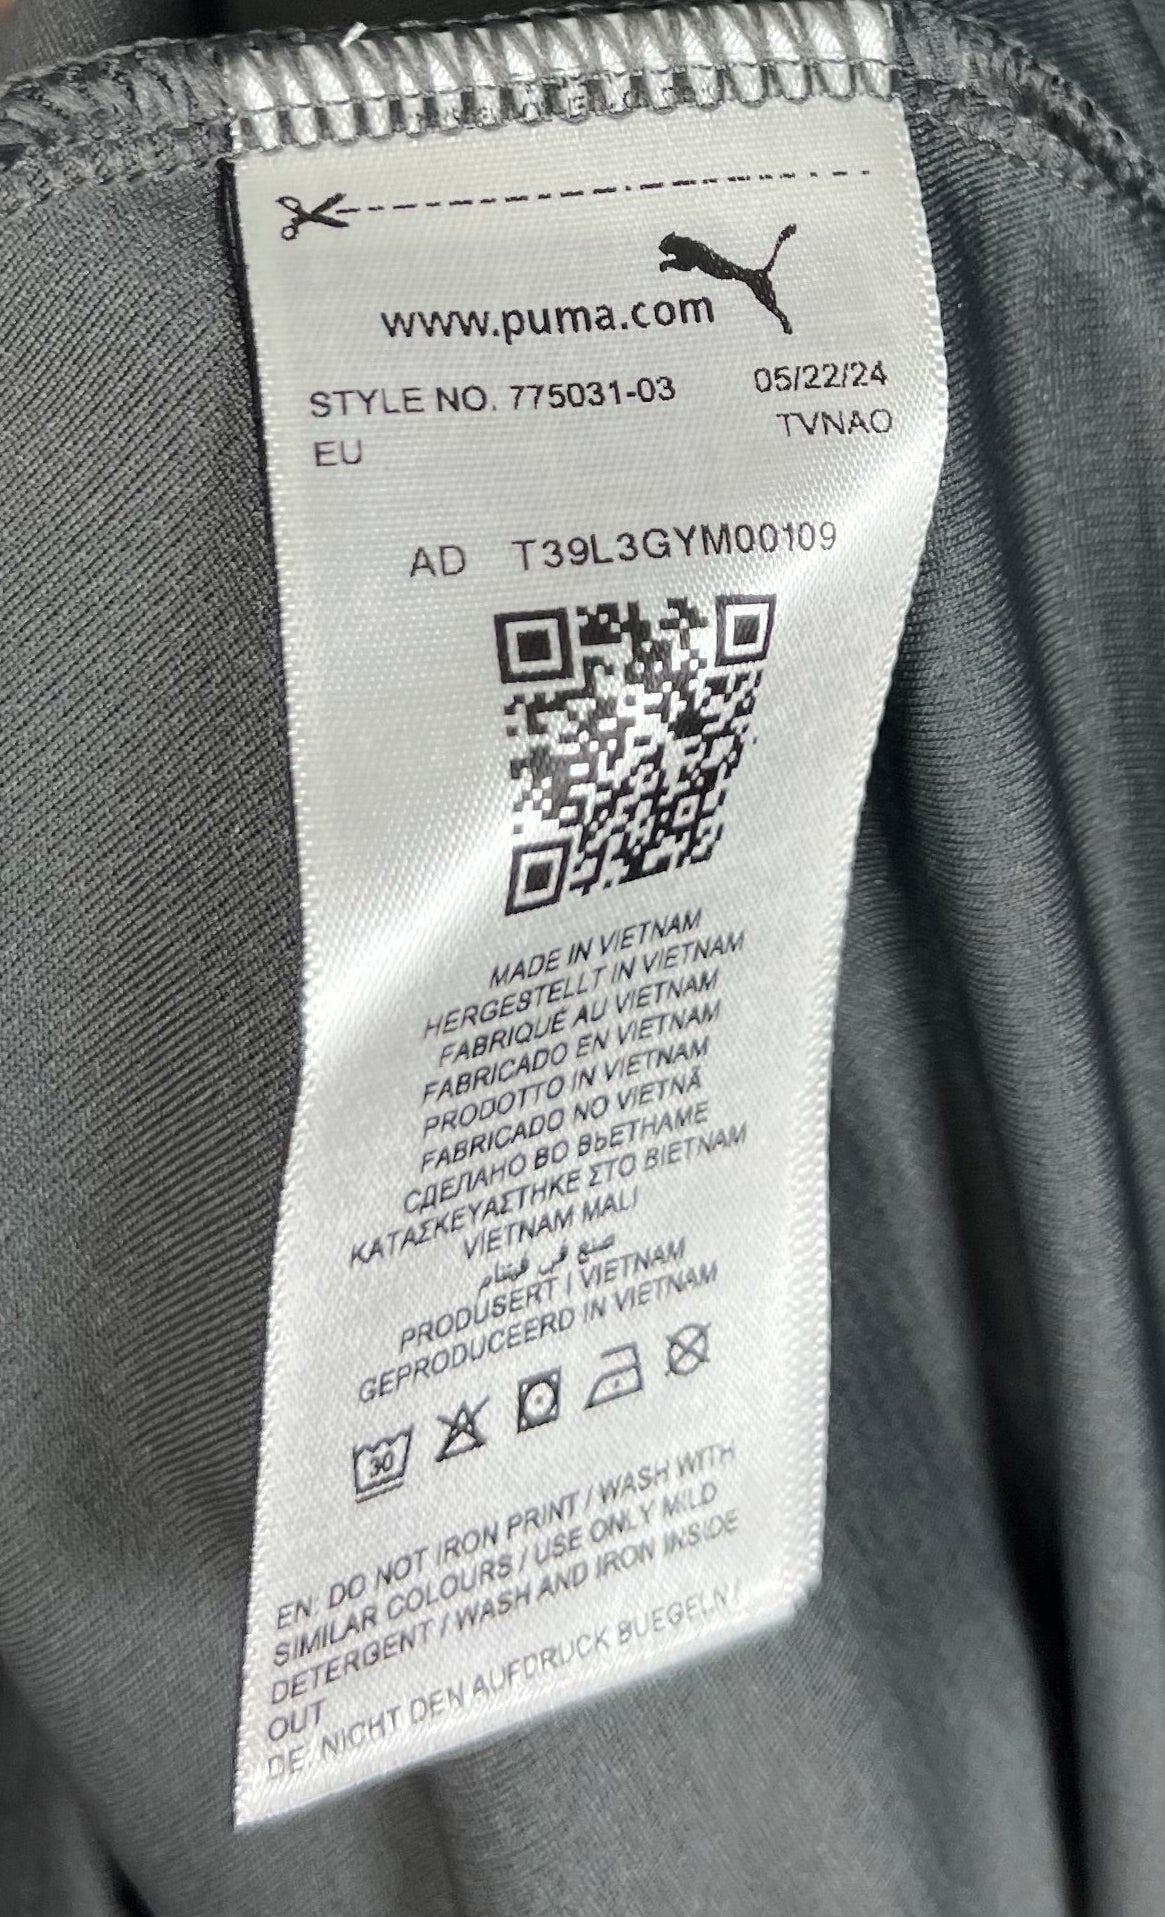 www.puma.com
STYLE NO. 775031-03 05/22/24
EU TVNAO
AD T39L3GYM00109
MADE IN VIETNAM
HERGESTELLT IN VIETNAM
FABRIQUÉ AU VIETNAM
FABRICADO EN VIETNAM
PRODOTTO IN VIETNAM
FABRICADO NO VIETNÃ
СДЕЛАНО ВО ВЬЕТНАМЕ
ΚΑΤΑΣΚΕΥΑΣΤΗΚΕ ΣΤΟ ΒΙΕΤΝΑΜ
VIETNAM MALI
صنع في فيتنام
PRODUSERT I VIETNAM
GEPRODUCEERD IN VIETNAM
30
EN: DO NOT IRON PRINT / WASH WITH
SIMILAR COLOURS / USE ONLY MILD
DETERGENT / WASH AND IRON INSIDE
OUT
DE: NICHT DEN AUFDRUCK BUEGELN /